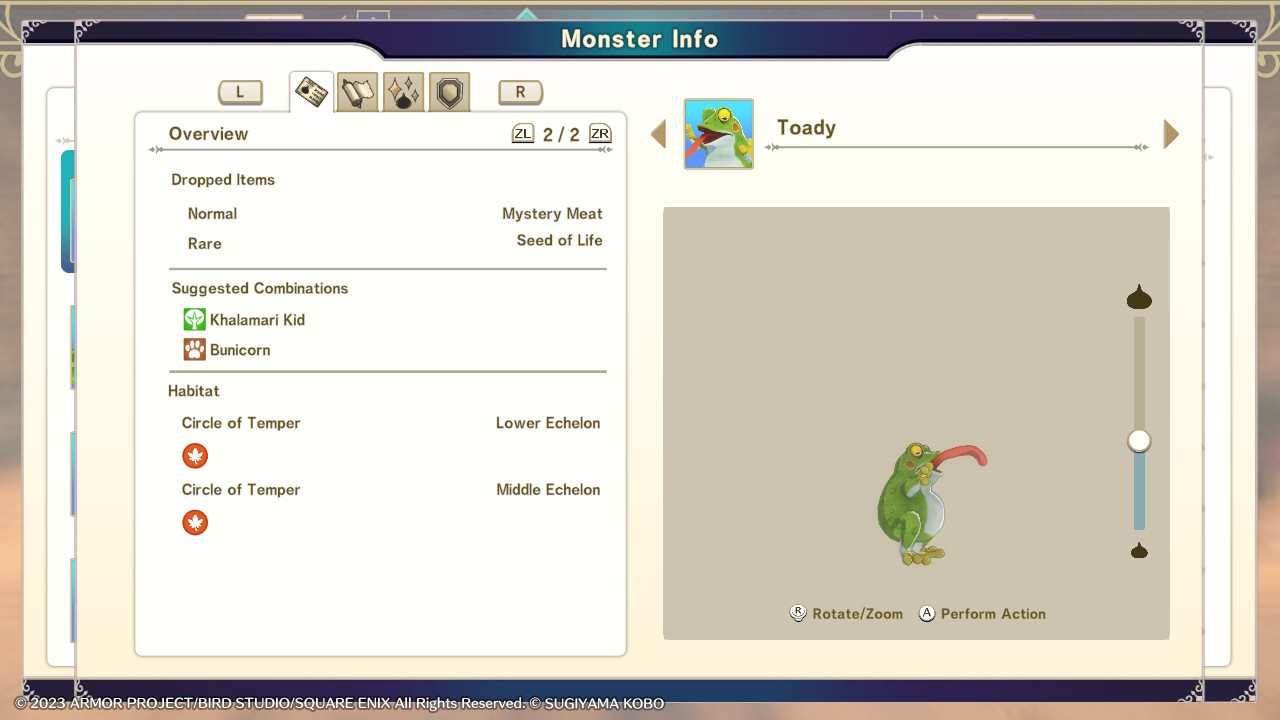 Monster Info
L
R
Overview
ZL 2 / 2 ZR
Dropped Items
Normal Mystery Meat
Rare Seed of Life
Suggested Combinations
Khalamari Kid
Bunicorn
Habitat
Circle of Temper Lower Echelon
Circle of Temper Middle Echelon
Toady
R Rotate/Zoom A Perform Action
© 2023 ARMOR PROJECT/BIRD STUDIO/SQUARE ENIX All Rights Reserved. © SUGIYAMA KOBO